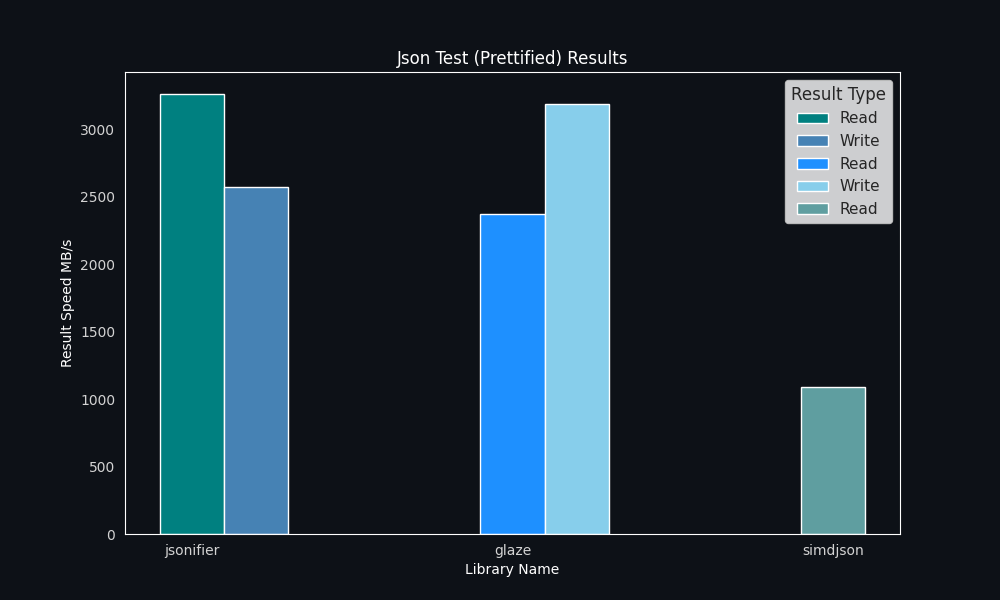 Json Test (Prettified) Results
Result Type
Read
Write
Read
Write
Read
Result Speed MB/s
3000
2500
2000
1500
1000
500
0
jsonifier
glaze
simdjson
Library Name